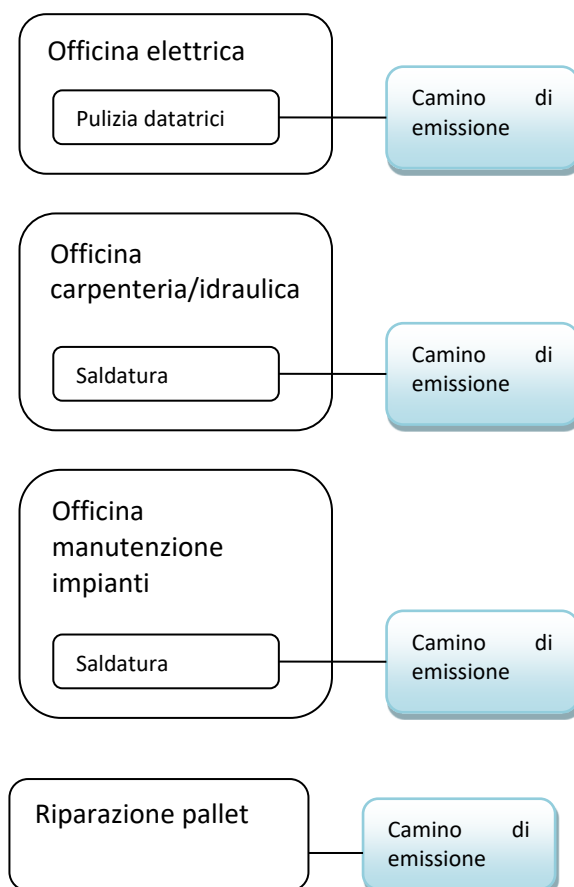 Officina elettrica
Pulizia datatrici
Camino di
emissione
Officina
carpenteria/idraulica
Saldatura
Camino di
emissione
Officina
manutenzione
impianti
Saldatura
Camino di
emissione
Riparazione pallet
Camino di
emissione